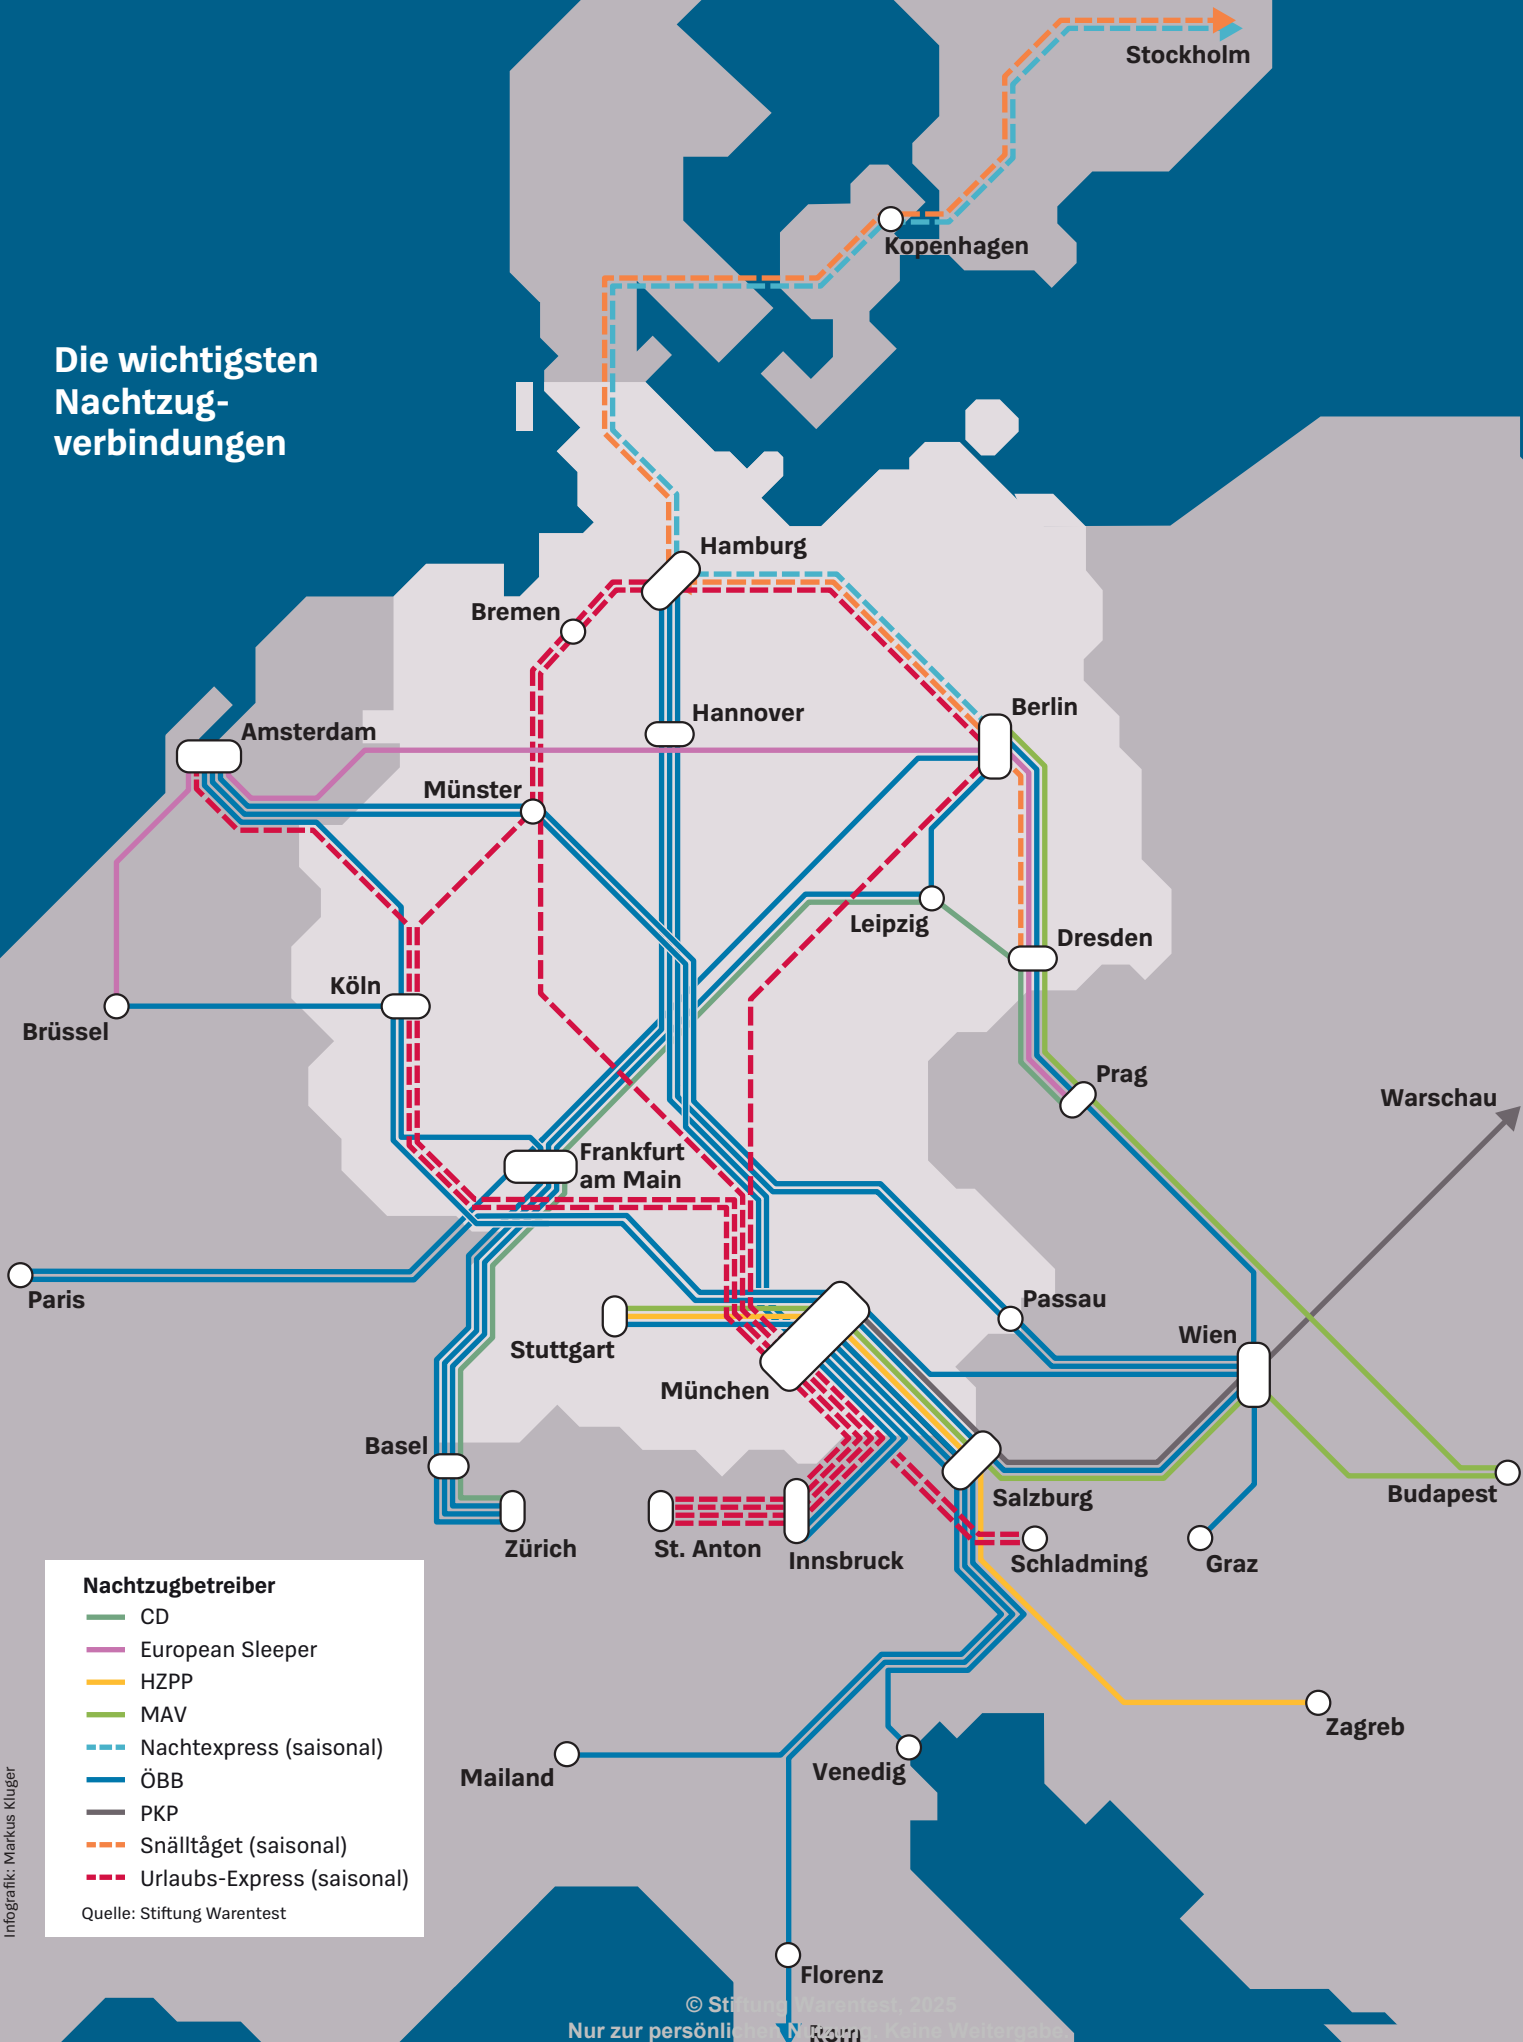 Stockholm
Kopenhagen
Die wichtigsten
Nachtzug-
verbindungen
Hamburg
Bremen
Berlin
Hannover
Amsterdam
Münster
Leipzig
Dresden
Köln
Brüssel
Prag
Warschau
Frankfurt
am Main
Paris
Passau
Wien
Stuttgart
München
Basel
Salzburg
Budapest
Zürich
St. Anton
Innsbruck
Schladming
Graz
Nachtzugbetreiber
CD
European Sleeper
HZPP
MAV
Nachtexpress (saisonal)
ÖBB
PKP
Snälltåget (saisonal)
Urlaubs-Express (saisonal)
Quelle: Stiftung Warentest
Infografik: Markus Kluger
Zagreb
Mailand
Venedig
Florenz
© Stiftung Warentest, 2025
Rom
Nur zur persönlichen Nutzung. Keine Weitergabe.